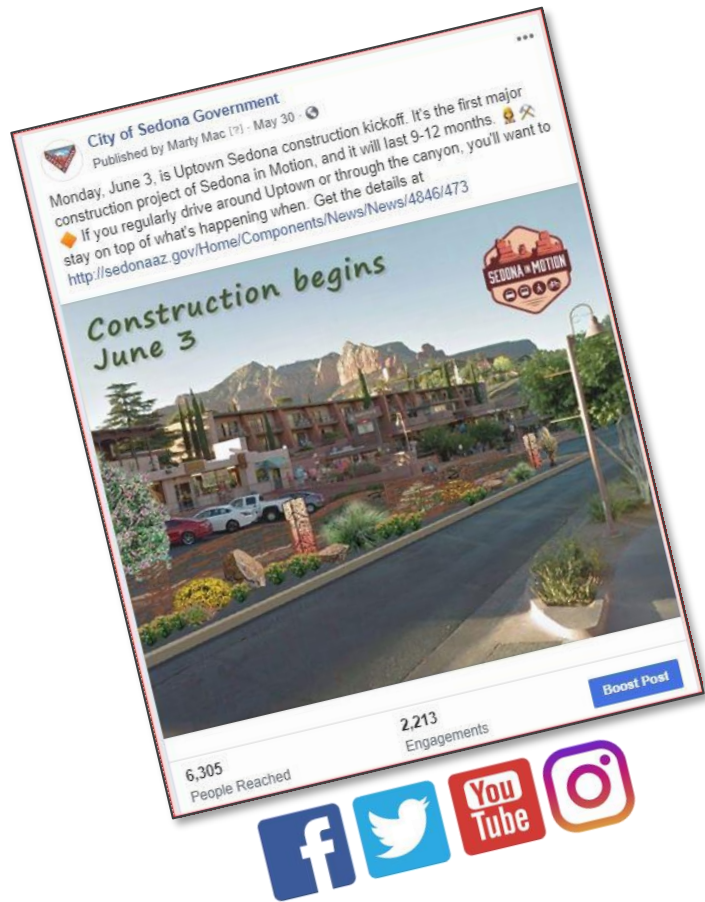 City of Sedona Government
Published by Marty Mac [?] · May 30 ·
Monday, June 3, is Uptown Sedona construction kickoff. It's the first major
construction project of Sedona in Motion, and it will last 9-12 months.
If you regularly drive around Uptown or through the canyon, you'll want to
stay on top of what's happening when. Get the details at
http://sedonaaz.gov/Home/Components/News/News/4846/473
Construction begins
June 3
SEDONA IN MOTION
6,305
People Reached
2,213
Engagements
Boost Post
f
You
Tube